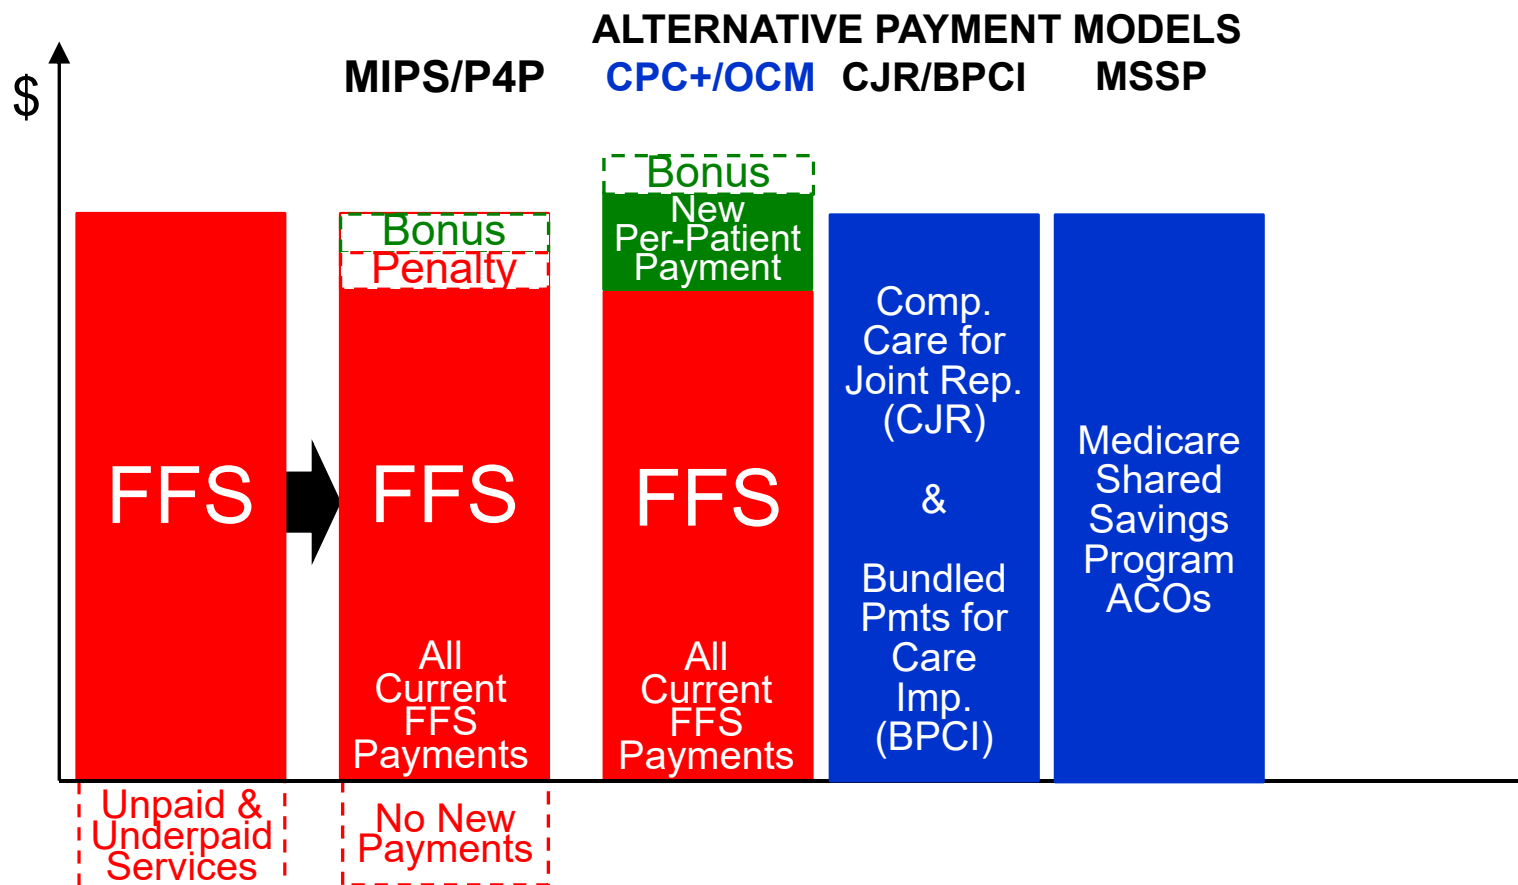 ALTERNATIVE PAYMENT MODELS
MIPS/P4P
CPC+/OCM
CJR/BPCI
MSSP
$
FFS
Unpaid &
Underpaid
Services
Bonus
Penalty
FFS
All
Current
FFS
Payments
No New
Payments
Bonus
New
Per-Patient
Payment
FFS
All
Current
FFS
Payments
Comp.
Care for
Joint Rep.
(CJR)
&
Bundled
Pmts for
Care
Imp.
(BPCI)
Medicare
Shared
Savings
Program
ACOs